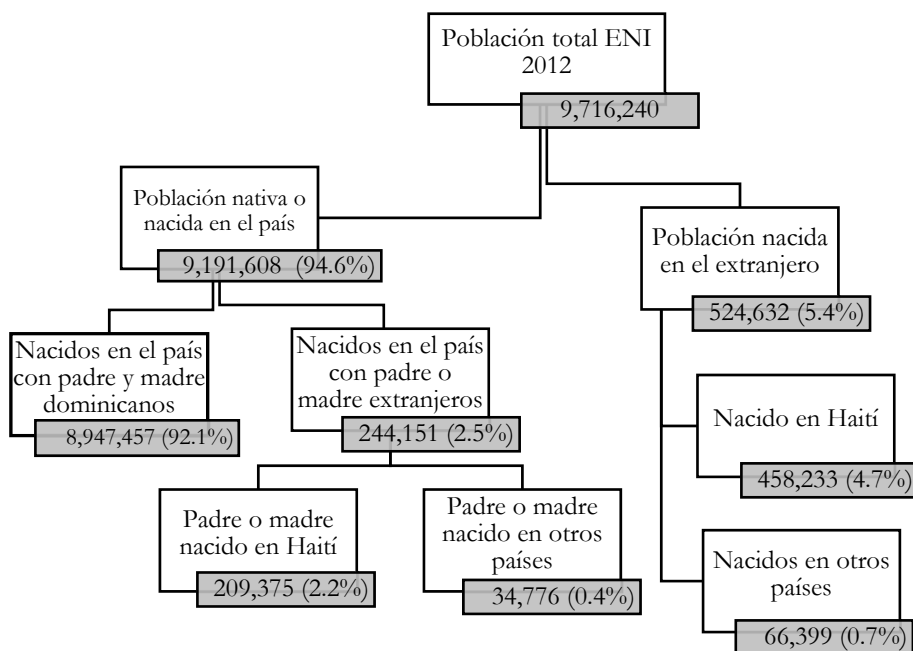 Población total ENI
2012
9,716,240
Población nativa o
nacida en el país
9,191,608 (94.6%)
Población nacida
en el extranjero
524,632 (5.4%)
Nacidos en el país
con padre y madre
dominicanos
8,947,457 (92.1%)
Nacidos en el país
con padre o
madre extranjeros
244,151 (2.5%)
Nacido en Haití
458,233 (4.7%)
Padre o madre
nacido en Haití
209,375 (2.2%)
Padre o madre
nacido en otros
países
34,776 (0.4%)
Nacidos en otros
países
66,399 (0.7%)